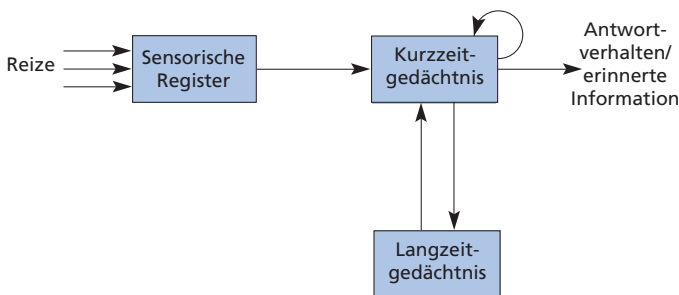 Reize
Sensorische
Register
Kurzzeit-
gedächtnis
Antwort-
verhalten/
erinnerte
Information
Langzeit-
gedächtnis